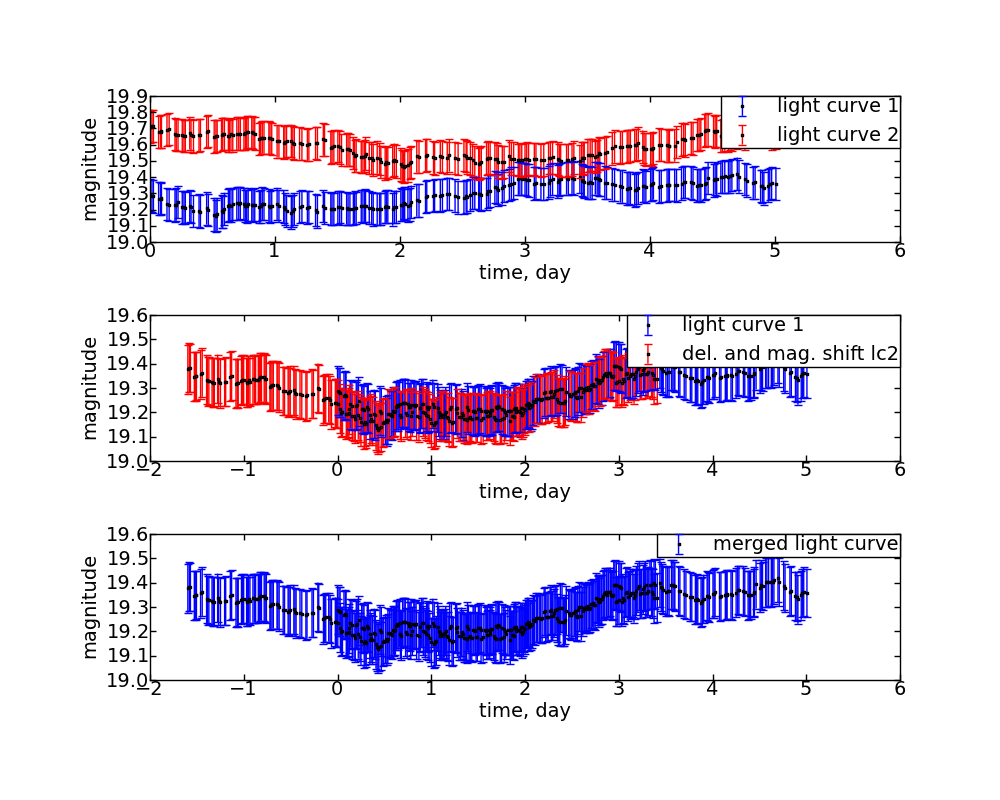 19.9
19.8
19.7
19.6
19.5
19.4
19.3
19.2
19.1
19.0
magnitude
light curve 1
light curve 2
0 1 2 3 4 5 6
time, day
19.6
19.5
19.4
19.3
19.2
19.1
19.0
magnitude
light curve 1
del. and mag. shift lc2
−2 −1 0 1 2 3 4 5 6
time, day
19.6
19.5
19.4
19.3
19.2
19.1
19.0
magnitude
merged light curve
−2 −1 0 1 2 3 4 5 6
time, day